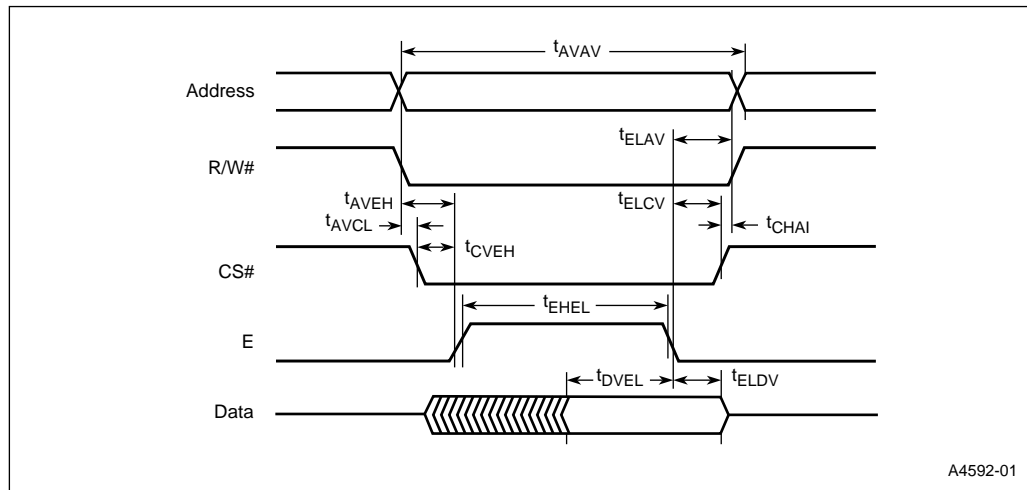 tAVAV
Address
tELAV
R/W#
tAVEH
tELCV
tAVCL
tCHAI
tCVEH
CS#
tEHEL
E
tDVEL
tELDV
Data
A4592-01